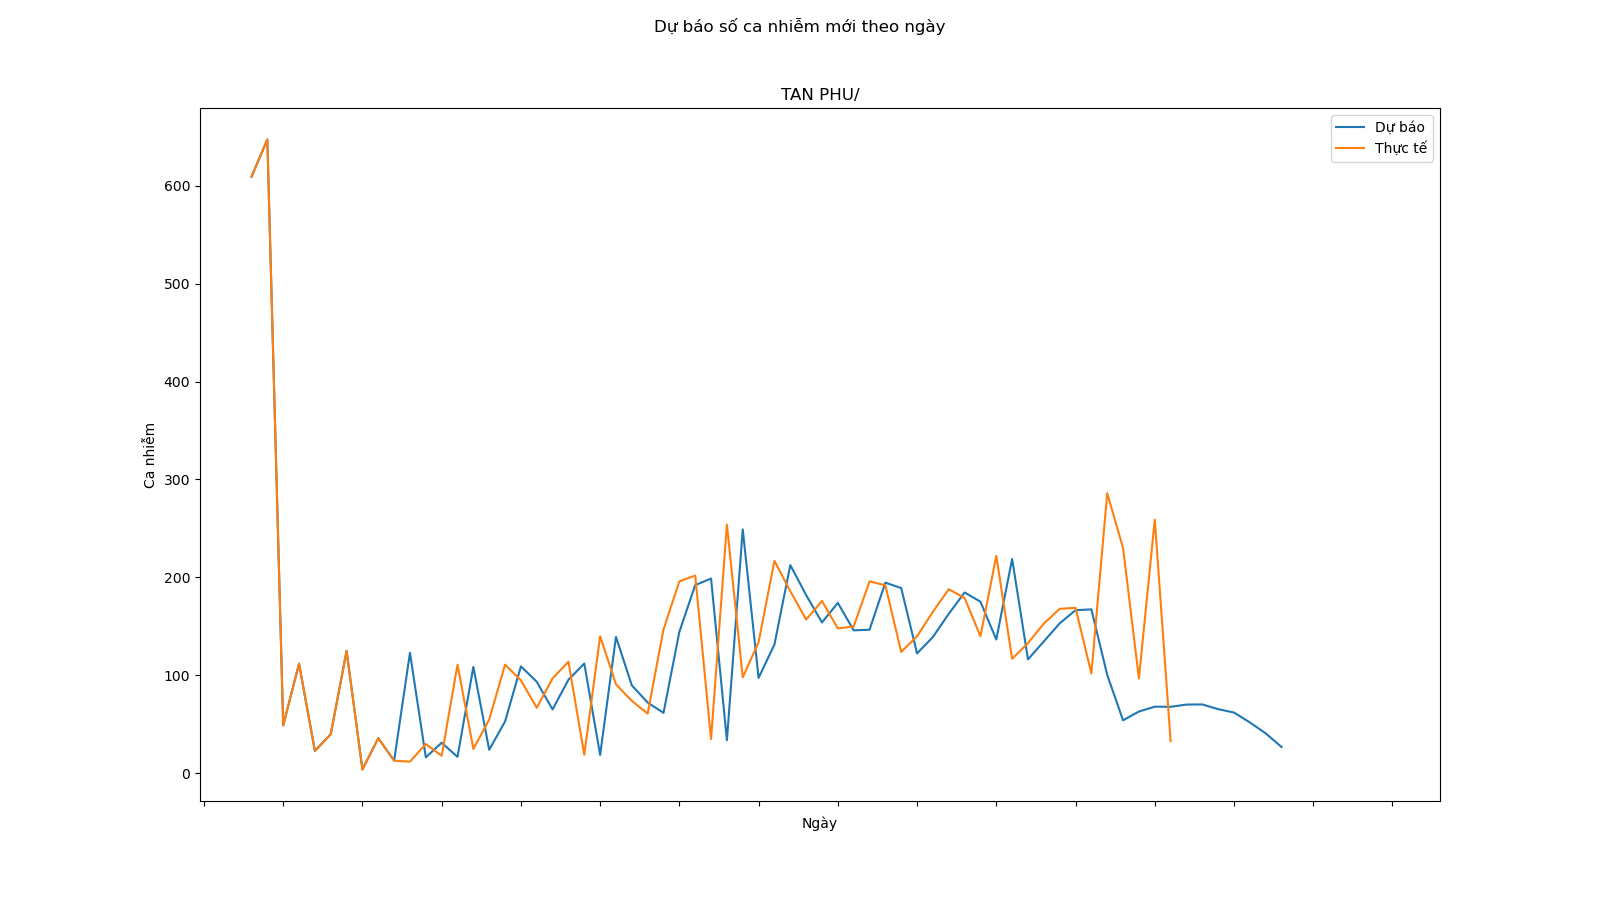 Dự báo số ca nhiễm mới theo ngày
TAN PHU/
Dự báo
Thực tế
600
500
400
300
200
100
0
Ca nhiễm
Ngày